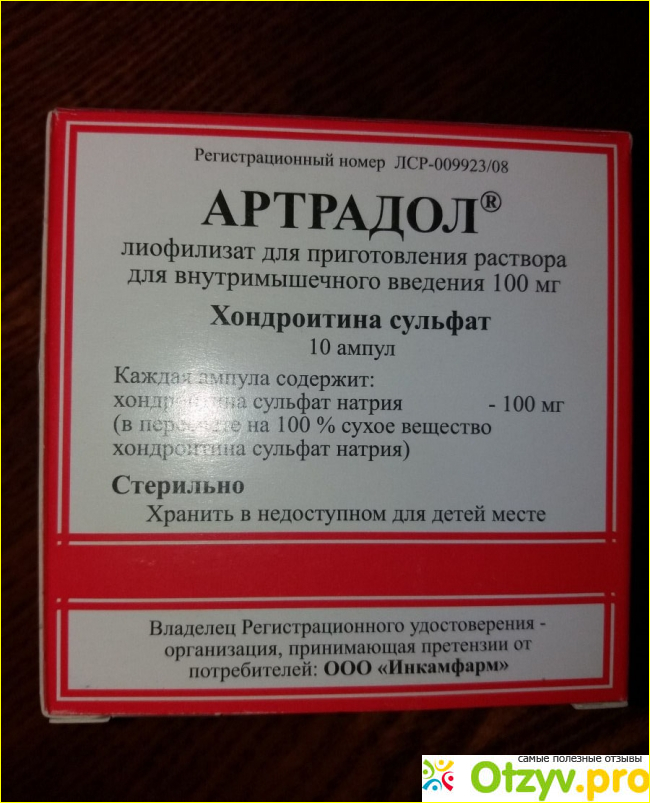 Регистрационный номер ЛСР-009923/08
АРТРАДОЛ®
лиофилизат для приготовления раствора
для внутримышечного введения 100 мг
Хондроитина сульфат
10 ампул
Каждая ампула содержит:
хондроитина сульфат натрия - 100 мг
(в пересчете на 100 % сухое вещество
хондроитина сульфат натрия)
Стерильно
Хранить в недоступном для детей месте
Владелец Регистрационного удостоверения -
организация, принимающая претензии от
потребителей: ООО «Инкамфарм»
самые полезные отзывы
Otzyv.pro